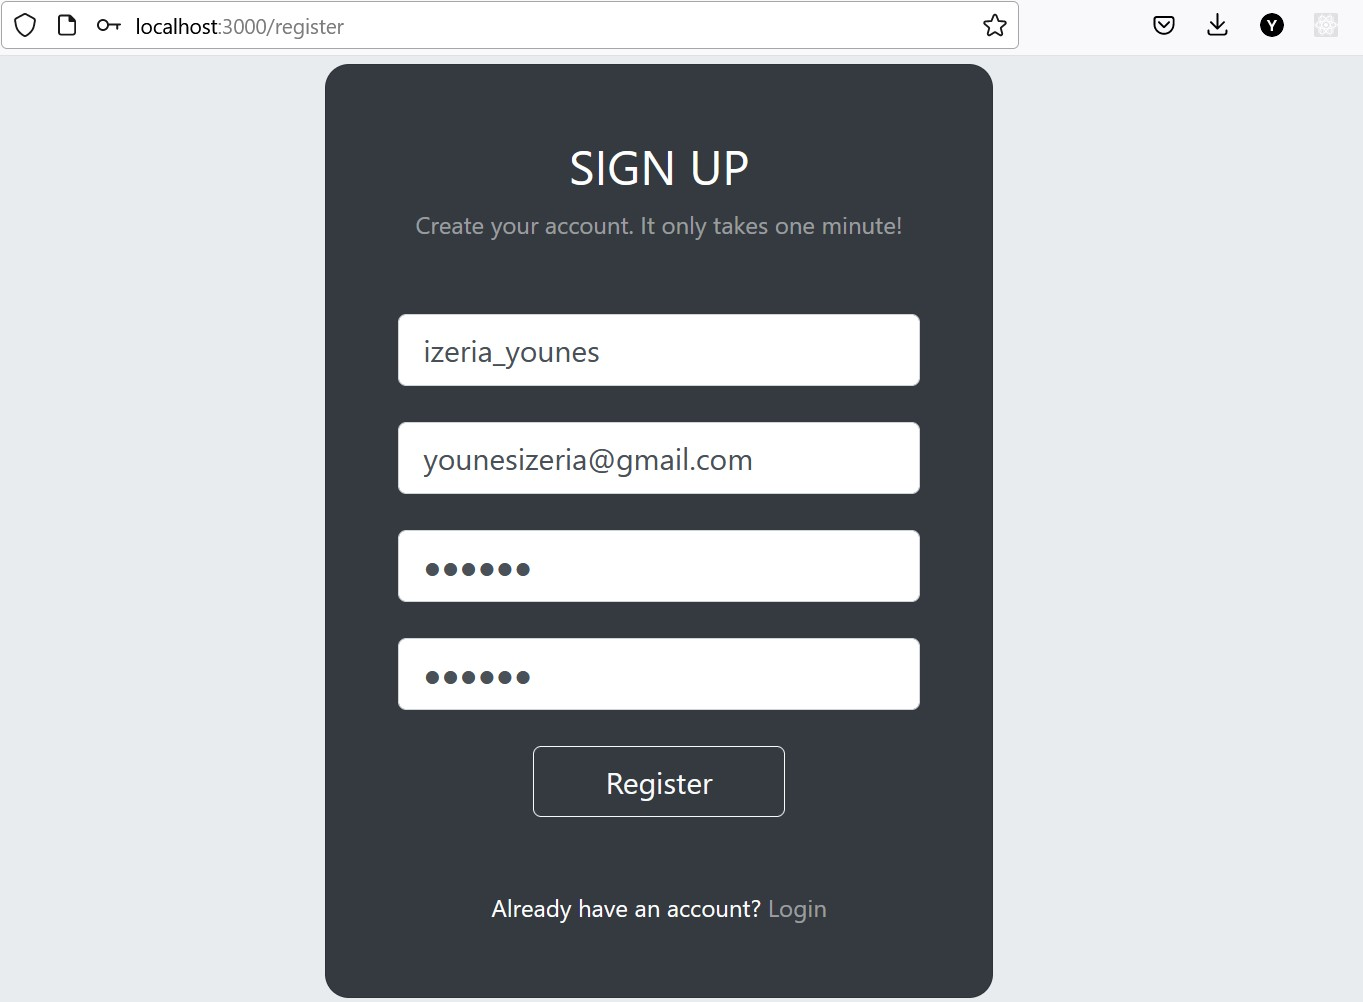 localhost:3000/register
Y
SIGN UP
Create your account. It only takes one minute!
izeria_younes
younesizeria@gmail.com
●●●●●●
●●●●●●
Register
Already have an account? Login